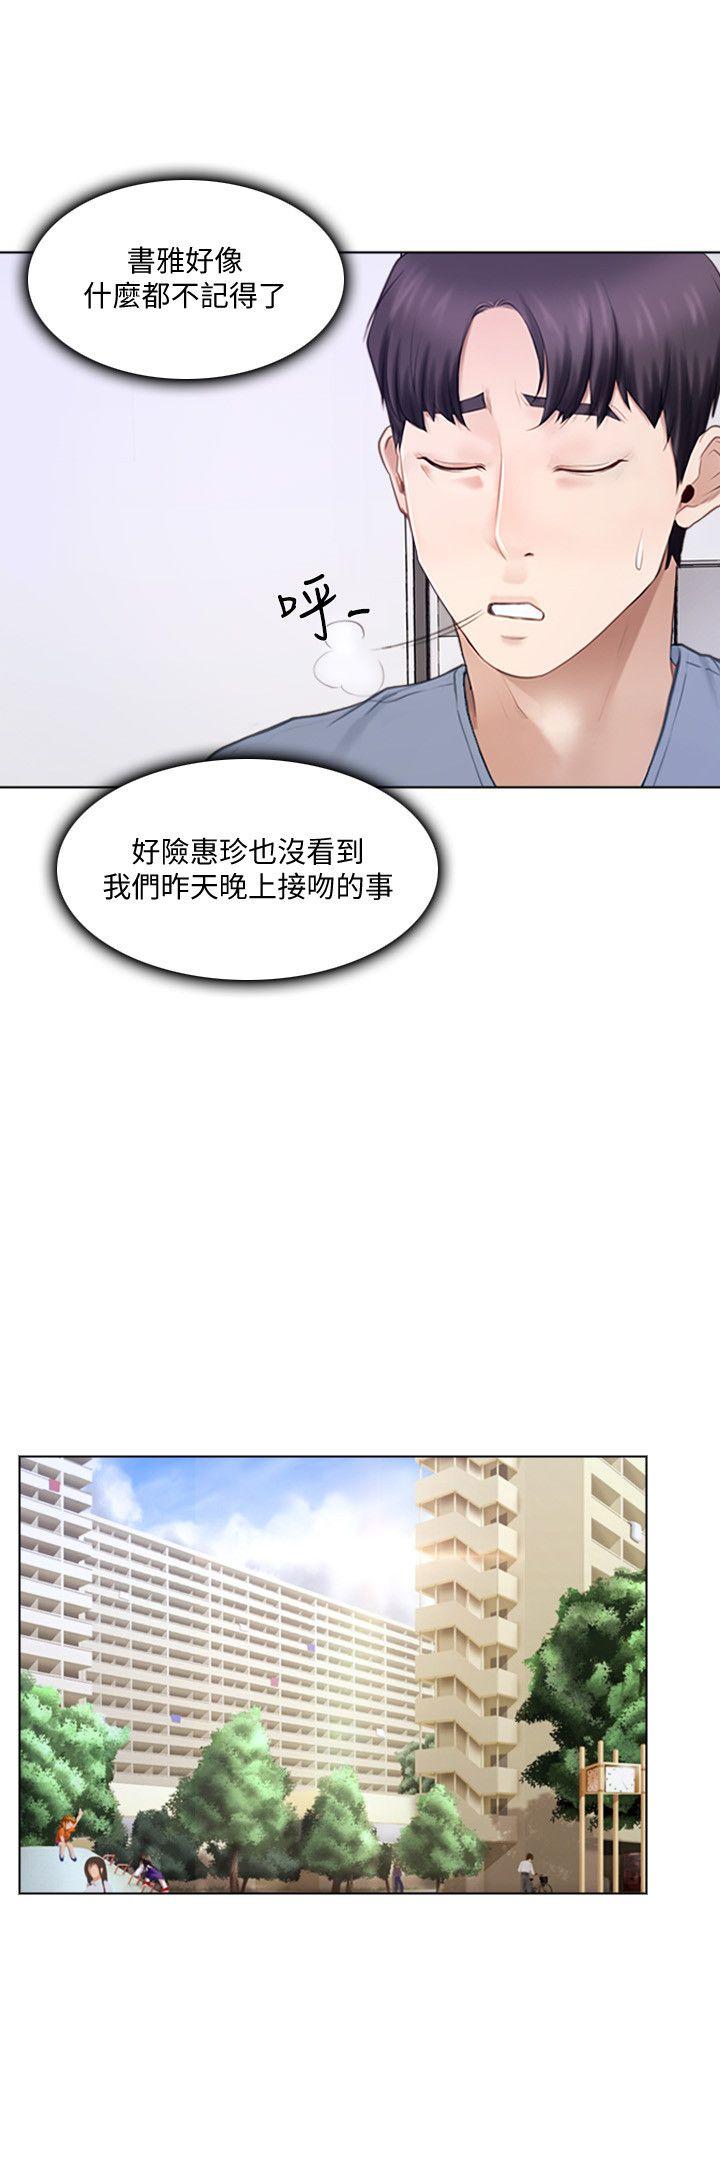 書雅好像
什麼都不記得了
呼-
好險惠珍也沒看到
我們昨天晚上接吻的事